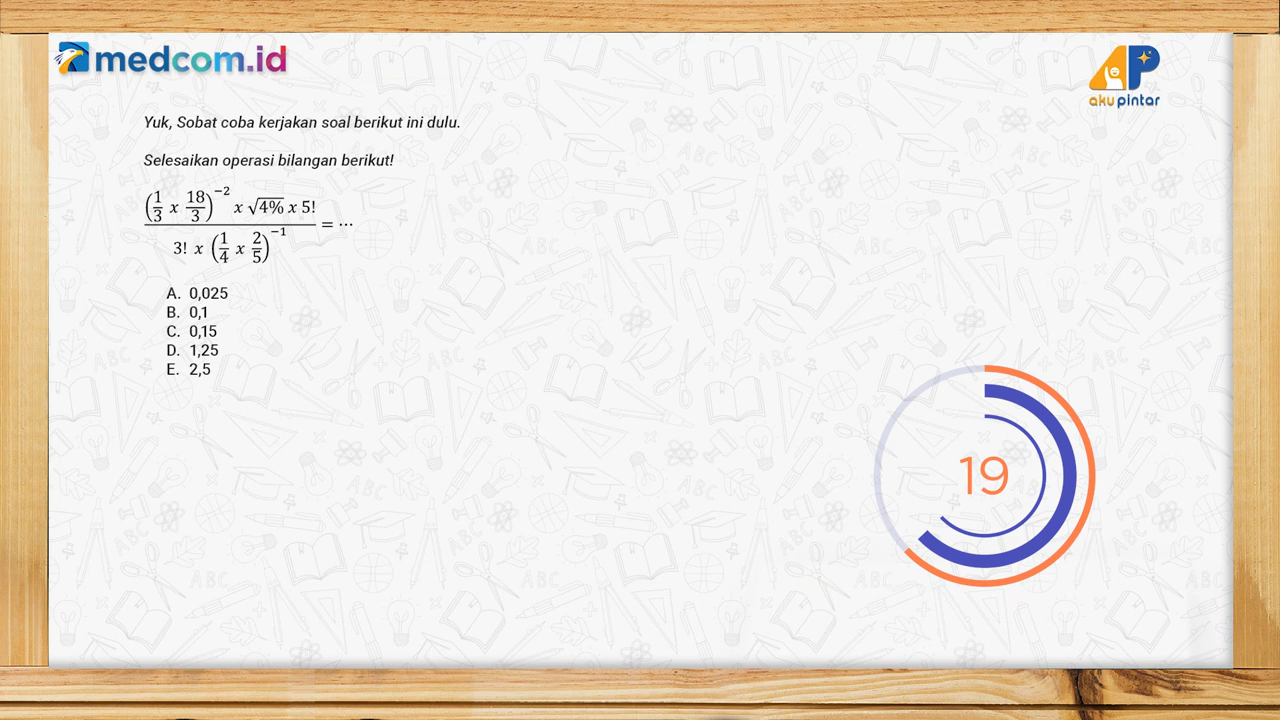 medcom.id
aku pintar
Yuk, Sobat coba kerjakan soal berikut ini dulu.
Selesaikan operasi bilangan berikut!
(1/3 x 18/3)^−2 x √4% x 5! / 3! x (1/4 x 2/5)^−1 = ⋯
A. 0,025
B. 0,1
C. 0,15
D. 1,25
E. 2,5
19